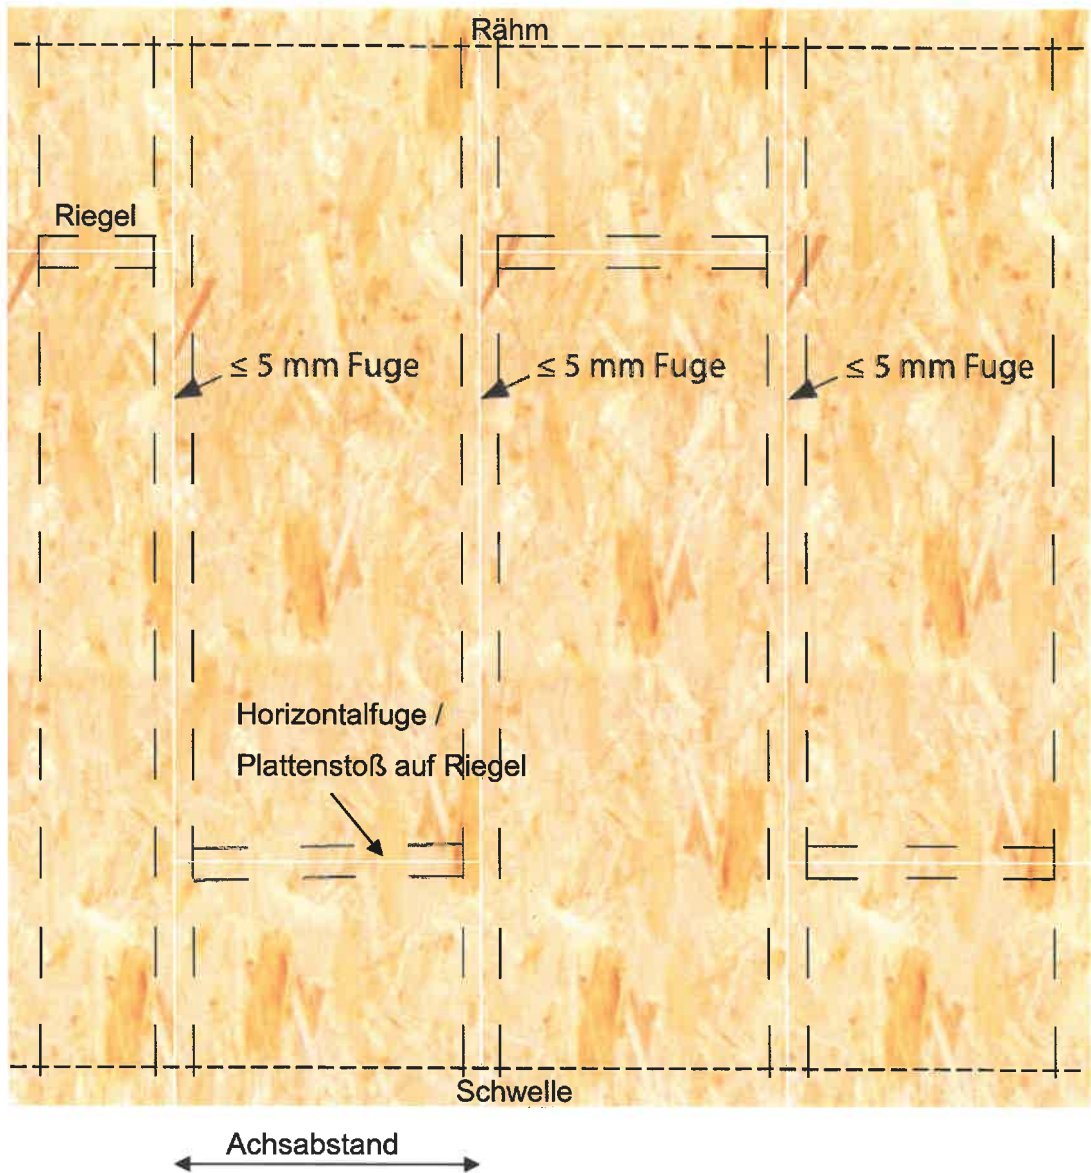 Rähm
Riegel
≤ 5 mm Fuge
≤ 5 mm Fuge
≤ 5 mm Fuge
Horizontalfuge /
Plattenstoß auf Riegel
Schwelle
Achsabstand